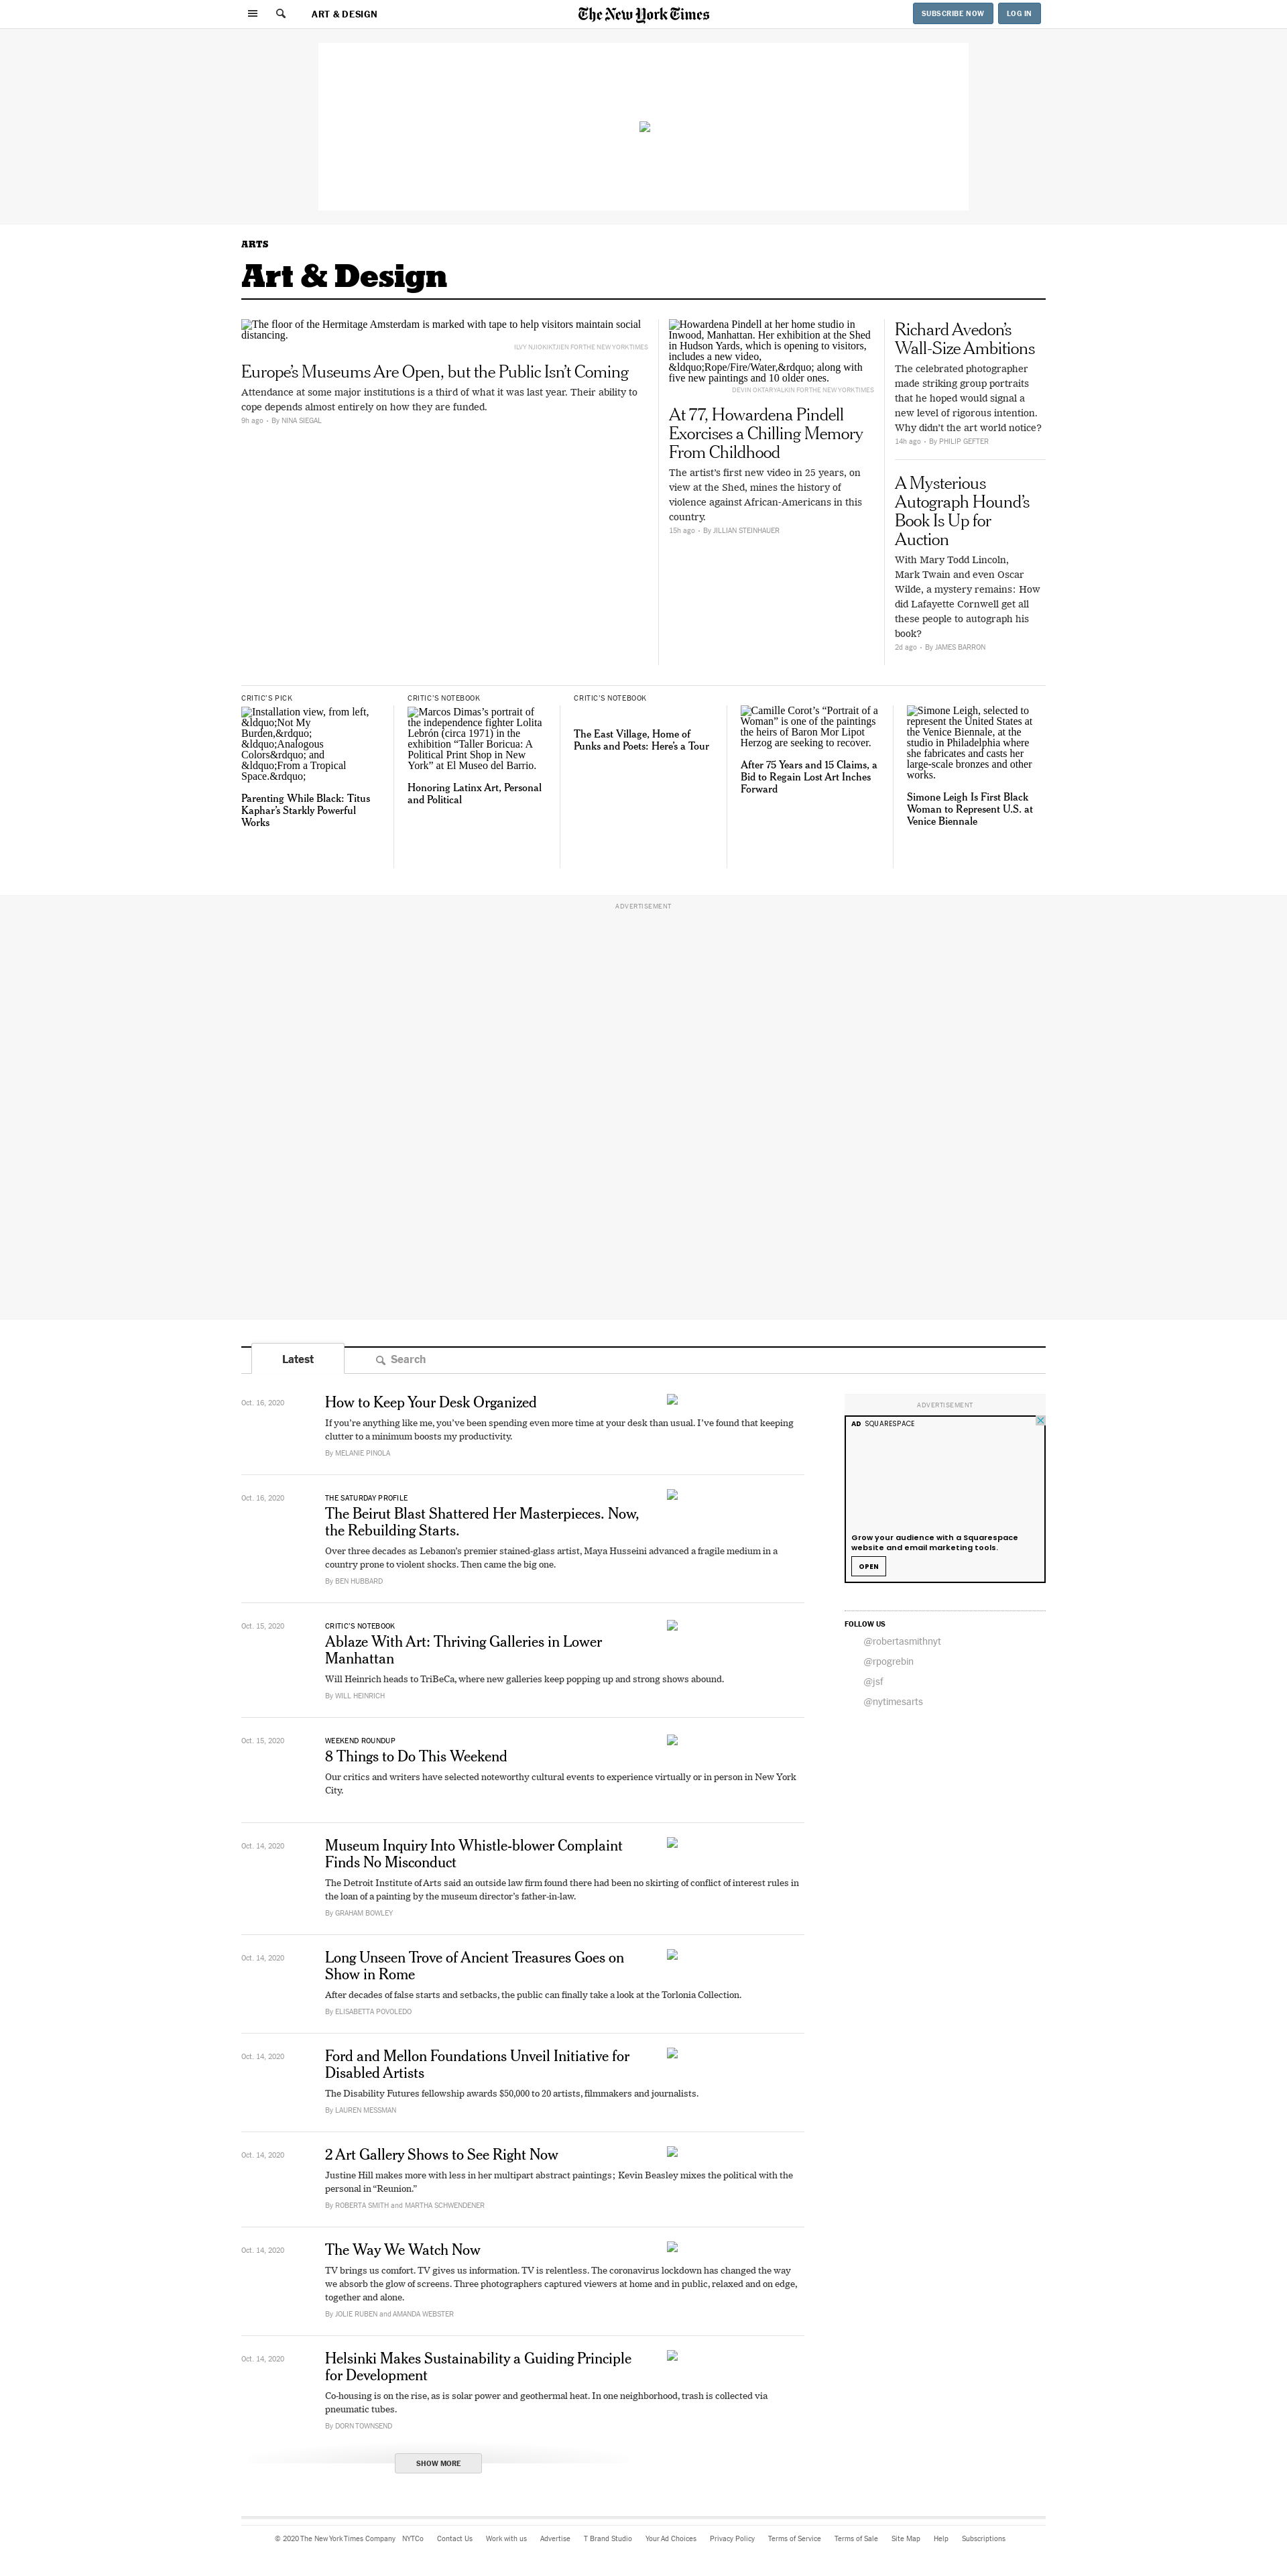 ART & DESIGN
The New York Times
SUBSCRIBE NOW
LOG IN
ARTS
Art & Design
The floor of the Hermitage Amsterdam is marked with tape to help visitors maintain social
distancing.
ILVY NJIOKIKTJIEN FOR THE NEW YORK TIMES
Europe’s Museums Are Open, but the Public Isn’t Coming
Attendance at some major institutions is a third of what it was last year. Their ability to
cope depends almost entirely on how they are funded.
9h ago • By NINA SIEGAL
Howardena Pindell at her home studio in
Inwood, Manhattan. Her exhibition at the Shed
in Hudson Yards, which is opening to visitors,
includes a new video,
&ldquo;Rope/Fire/Water,&rdquo; along with
five new paintings and 10 older ones.
DEVIN OKTAR YALKIN FOR THE NEW YORK TIMES
At 77, Howardena Pindell
Exorcises a Chilling Memory
From Childhood
The artist’s first new video in 25 years, on
view at the Shed, mines the history of
violence against African-Americans in this
country.
15h ago • By JILLIAN STEINHAUER
Richard Avedon’s
Wall-Size Ambitions
The celebrated photographer
made striking group portraits
that he hoped would signal a
new level of rigorous intention.
Why didn’t the art world notice?
14h ago • By PHILIP GEFTER
A Mysterious
Autograph Hound’s
Book Is Up for
Auction
With Mary Todd Lincoln,
Mark Twain and even Oscar
Wilde, a mystery remains: How
did Lafayette Cornwell get all
these people to autograph his
book?
2d ago • By JAMES BARRON
CRITIC’S PICK
Installation view, from left,
&ldquo;Not My
Burden,&rdquo;
&ldquo;Analogous
Colors&rdquo; and
&ldquo;From a Tropical
Space.&rdquo;
Parenting While Black: Titus
Kaphar’s Starkly Powerful
Works
CRITIC’S NOTEBOOK
Marcos Dimas’s portrait of
the independence fighter Lolita
Lebrón (circa 1971) in the
exhibition “Taller Boricua: A
Political Print Shop in New
York” at El Museo del Barrio.
Honoring Latinx Art, Personal
and Political
CRITIC’S NOTEBOOK
The East Village, Home of
Punks and Poets: Here’s a Tour
Camille Corot’s “Portrait of a
Woman” is one of the paintings
the heirs of Baron Mor Lipot
Herzog are seeking to recover.
After 75 Years and 15 Claims, a
Bid to Regain Lost Art Inches
Forward
Simone Leigh, selected to
represent the United States at
the Venice Biennale, at the
studio in Philadelphia where
she fabricates and casts her
large-scale bronzes and other
works.
Simone Leigh Is First Black
Woman to Represent U.S. at
Venice Biennale
ADVERTISEMENT
Latest
Search
Oct. 16, 2020
How to Keep Your Desk Organized
If you’re anything like me, you’ve been spending even more time at your desk than usual. I’ve found that keeping
clutter to a minimum boosts my productivity.
By MELANIE PINOLA
Oct. 16, 2020
THE SATURDAY PROFILE
The Beirut Blast Shattered Her Masterpieces. Now,
the Rebuilding Starts.
Over three decades as Lebanon’s premier stained-glass artist, Maya Husseini advanced a fragile medium in a
country prone to violent shocks. Then came the big one.
By BEN HUBBARD
Oct. 15, 2020
CRITIC’S NOTEBOOK
Ablaze With Art: Thriving Galleries in Lower
Manhattan
Will Heinrich heads to TriBeCa, where new galleries keep popping up and strong shows abound.
By WILL HEINRICH
Oct. 15, 2020
WEEKEND ROUNDUP
8 Things to Do This Weekend
Our critics and writers have selected noteworthy cultural events to experience virtually or in person in New York
City.
Oct. 14, 2020
Museum Inquiry Into Whistle-blower Complaint
Finds No Misconduct
The Detroit Institute of Arts said an outside law firm found there had been no skirting of conflict of interest rules in
the loan of a painting by the museum director’s father-in-law.
By GRAHAM BOWLEY
Oct. 14, 2020
Long Unseen Trove of Ancient Treasures Goes on
Show in Rome
After decades of false starts and setbacks, the public can finally take a look at the Torlonia Collection.
By ELISABETTA POVOLEDO
Oct. 14, 2020
Ford and Mellon Foundations Unveil Initiative for
Disabled Artists
The Disability Futures fellowship awards $50,000 to 20 artists, filmmakers and journalists.
By LAUREN MESSMAN
Oct. 14, 2020
2 Art Gallery Shows to See Right Now
Justine Hill makes more with less in her multipart abstract paintings; Kevin Beasley mixes the political with the
personal in “Reunion.”
By ROBERTA SMITH and MARTHA SCHWENDENER
Oct. 14, 2020
The Way We Watch Now
TV brings us comfort. TV gives us information. TV is relentless. The coronavirus lockdown has changed the way
we absorb the glow of screens. Three photographers captured viewers at home and in public, relaxed and on edge,
together and alone.
By JOLIE RUBEN and AMANDA WEBSTER
Oct. 14, 2020
Helsinki Makes Sustainability a Guiding Principle
for Development
Co-housing is on the rise, as is solar power and geothermal heat. In one neighborhood, trash is collected via
pneumatic tubes.
By DORN TOWNSEND
SHOW MORE
ADVERTISEMENT
AD SQUARESPACE
Grow your audience with a Squarespace
website and email marketing tools.
OPEN
FOLLOW US
@robertasmithnyt
@rpogrebin
@jsf
@nytimesarts
© 2020 The New York Times Company NYTCo Contact Us Work with us Advertise T Brand Studio Your Ad Choices Privacy Policy Terms of Service Terms of Sale Site Map Help Subscriptions